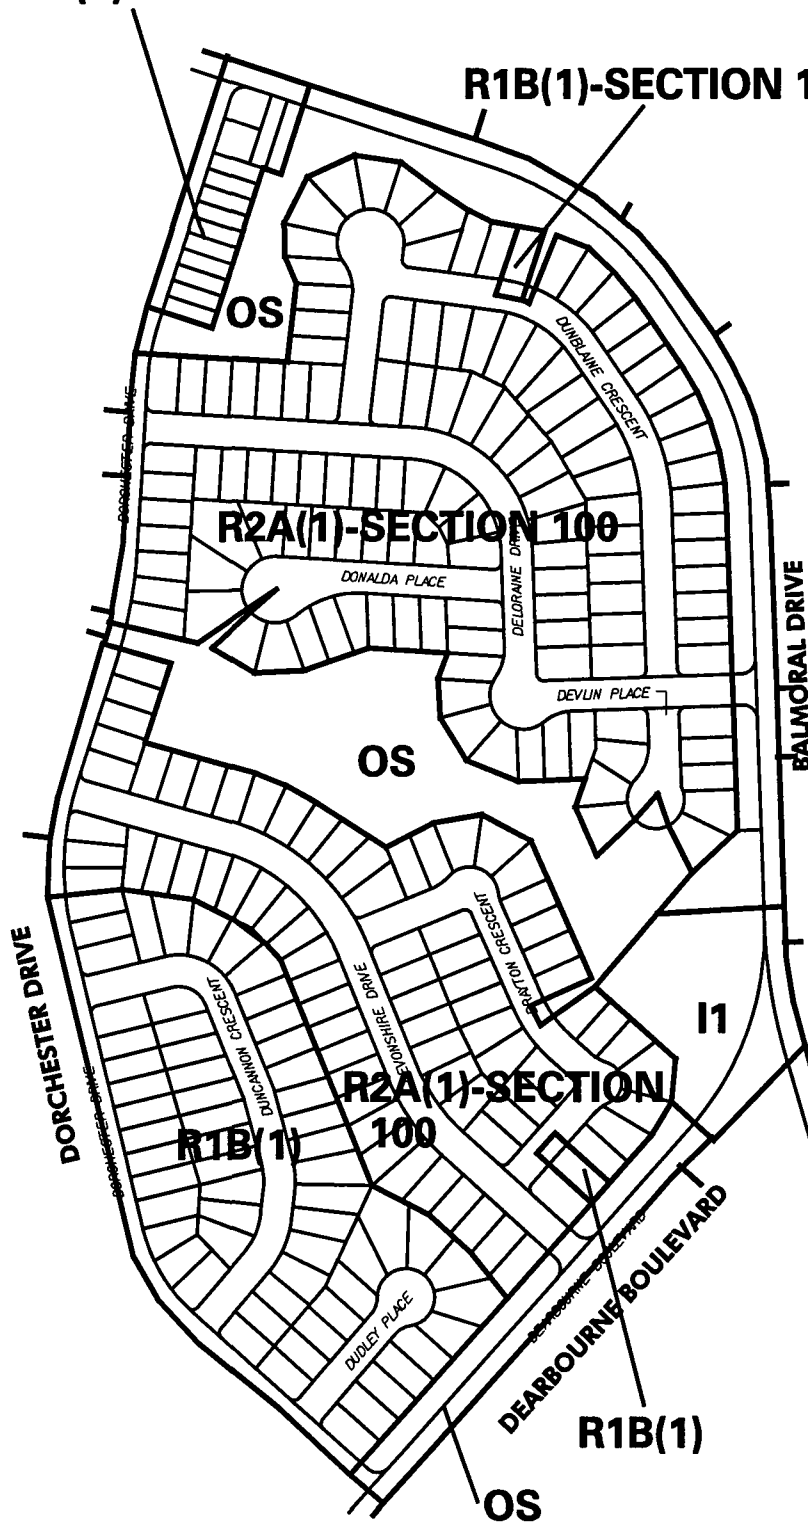 R1B(1)-SECTION 1
OS
DUNBLAINE CRESCENT
DORCHESTER DRIVE
R2A(1)-SECTION 100
DONALDA PLACE
DELORAINE DRIVE
DEVLIN PLACE
BALMORAL DRIVE
OS
DORCHESTER DRIVE
DUNCANNON CRESCENT
DEVONSHIRE DRIVE
CRESCENT
I1
R2A(1)-SECTION
100
R1B(1)
DORCHESTER DRIVE
DUDLEY PLACE
DEARBOURNE BOULEVARD
DEARBOURNE BOULEVARD
R1B(1)
OS